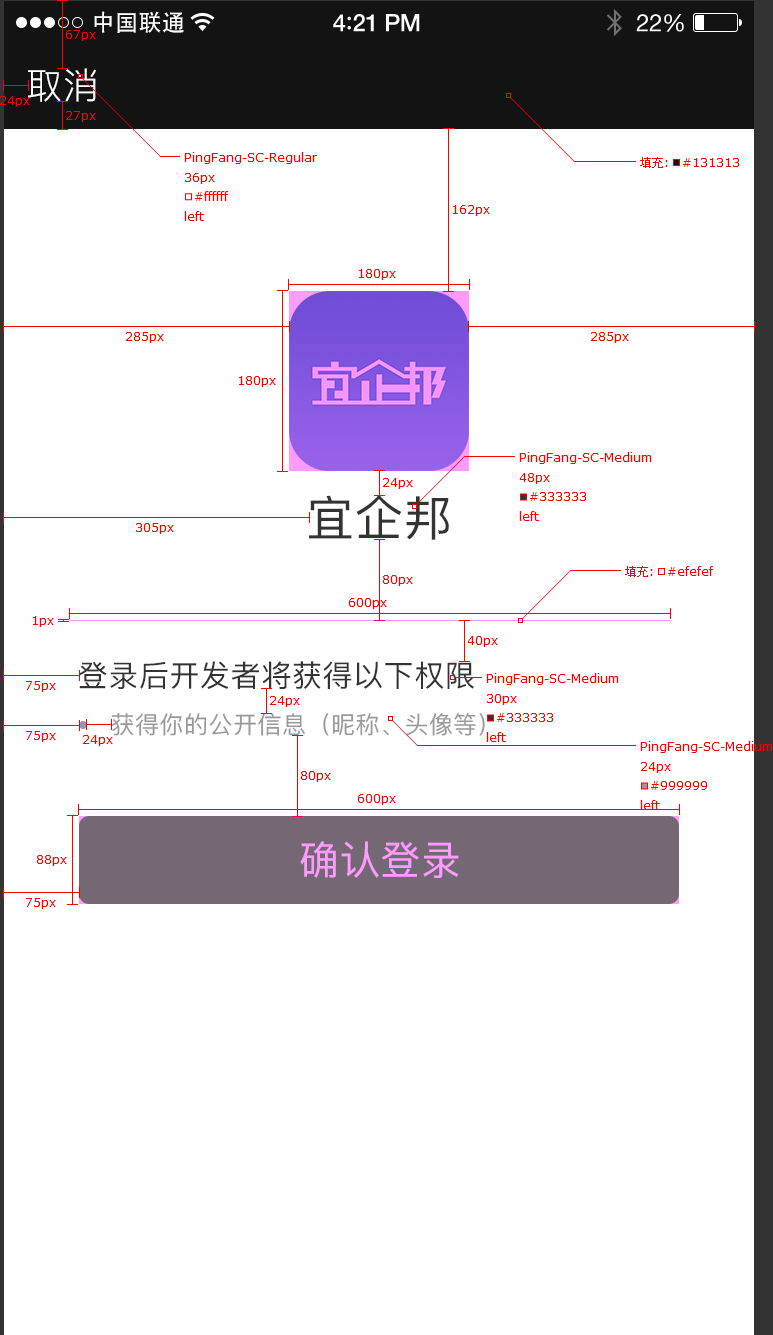 中国联通 4:21 PM 22%
67px
取消
24px
27px
PingFang-SC-Regular
36px
#ffffff
left
填充: #131313
162px
180px
285px
285px
180px
宜企邦
24px
PingFang-SC-Medium
48px
#333333
left
宜企邦
305px
80px
填充: #efefef
600px
1px
40px
登录后开发者将获得以下权限
75px
PingFang-SC-Medium
30px
#333333
left
24px
获得你的公开信息（昵称、头像等）
75px
24px
PingFang-SC-Medium
24px
#999999
left
80px
600px
确认登录
88px
75px